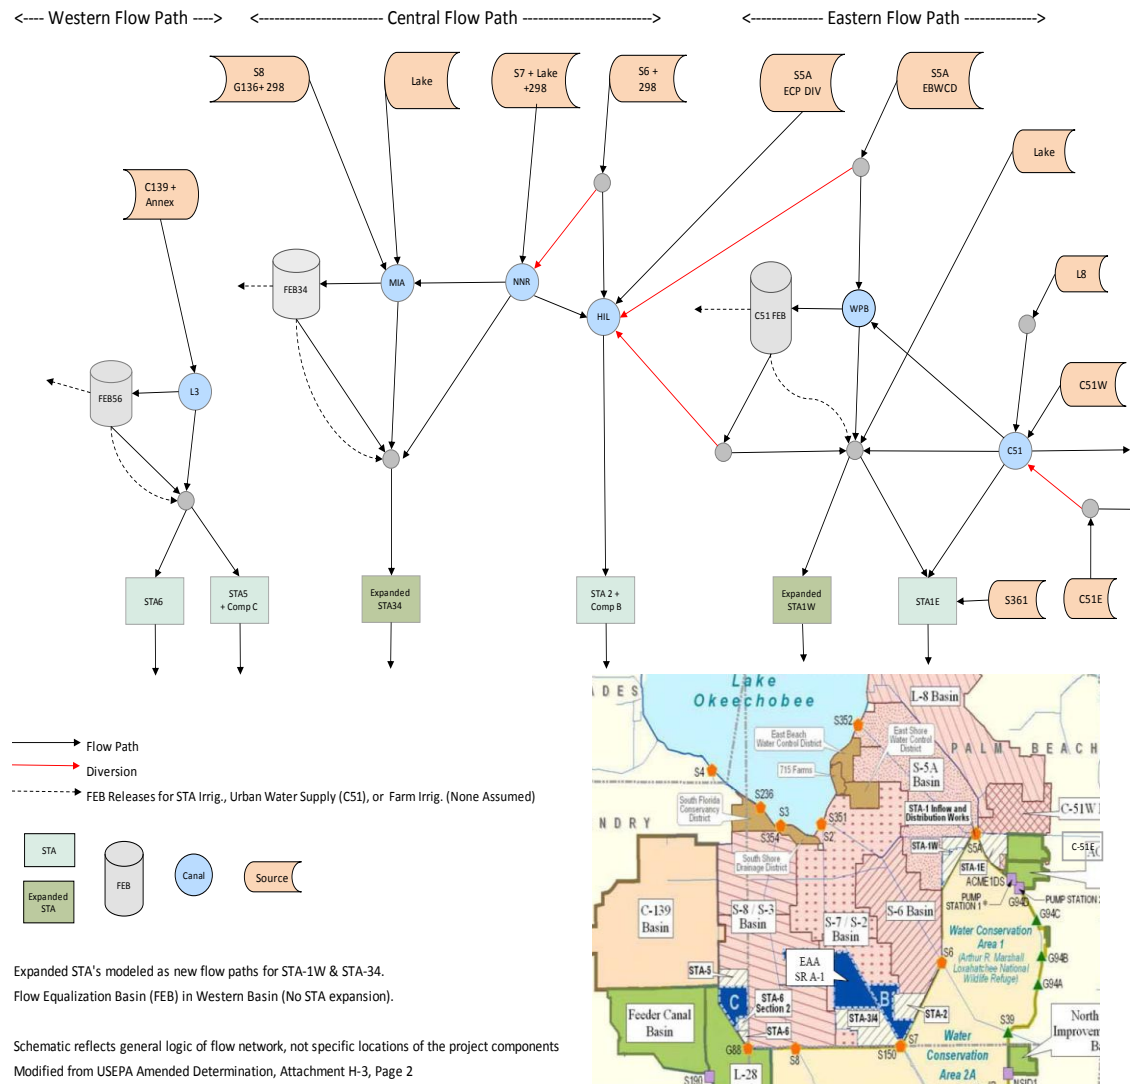 <---- Western Flow Path ---->
<----------------------- Central Flow Path --------------------->
<------------- Eastern Flow Path ------------->
S8
G136+ 298
Lake
S7 + Lake
+298
S6 +
298
S5A
ECP DIV
S5A
EBWCD
Lake
C139 +
Annex
L8
FEB34
MIA
NNR
HIL
C51 FEB
WPB
FEB56
L3
C51W
C51
STA6
STA5
+ Comp C
Expanded
STA34
STA 2 +
Comp B
Expanded
STA1W
STA1E
S361
C51E
Flow Path
Diversion
FEB Releases for STA Irrig., Urban Water Supply (C51), or Farm Irrig. (None Assumed)
STA
Expanded
STA
FEB
Canal
Source
Expanded STA's modeled as new flow paths for STA-1W & STA-34.
Flow Equalization Basin (FEB) in Western Basin (No STA expansion).
Schematic reflects general logic of flow network, not specific locations of the project components
Modified from USEPA Amended Determination, Attachment H-3, Page 2
ADES
Lake
Okeechobee
L-8 Basin
S352
East Beach
Water Control District
East Shore
Water Control
District
PALM BEACH
S4
715 Farms
S-5A
Basin
S236
South Florida
Conservancy
District
STA-1 Inflow and
Distribution Works
C-51W
NDRY
S3
S351
S354
S2
S5A
C-51E
STA-1W
South Shore
Drainage District
STA-1E
ACME1DS
PUMP
STATION 1
PUMP STATION
G94D
G94C
C-139
Basin
S-8 / S-3
Basin
S-7 / S-2
Basin
S-6 Basin
Water Conservation
Area 1
(Arthur R. Marshall
Loxahatchee National
Wildlife Refuge)
EAA
SR A-1
S6
G94B
STA-5
G94A
C
STA-6
Section 2
B
STA-2
Feeder Canal
Basin
STA-3/4
STA-6
S7
S39
North
Improvem
Ba
G88
S8
S150
Water
Conservation
Area 2A
S190
L-28
NSID1